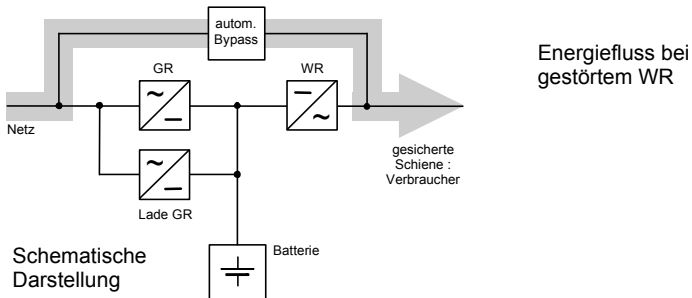 autom.
Bypass
Energiefluss bei
gestörtem WR
GR
WR
Netz
gesicherte
Schiene :
Verbraucher
Lade GR
Schematische
Darstellung
Batterie